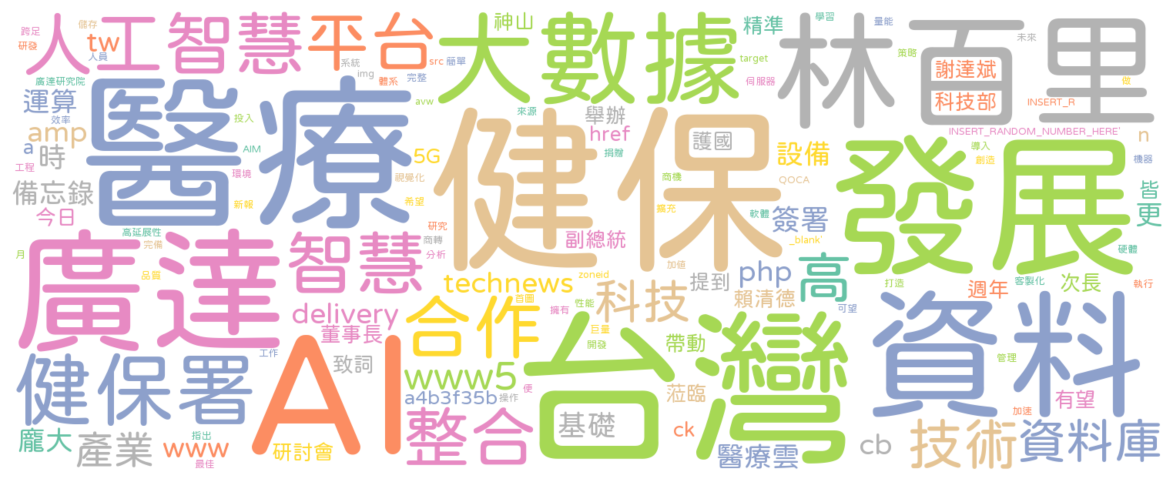 跨足
儲存
研發
人工智慧
tw
人員
平台
系統
img
src
體系
簡單
完整
大數據
神山
精準
target
伺服器
林百里
學習
量能
策略
未來
謝達斌
科技部
做
INSERT_R
INSERT_RANDOM_NUMBER_HERE'
n
廣達研究院
運算
效率
投入
amp
a
時
AIM
工程
環境
醫療
avw
來源
舉辦
href
捐贈
5G
視覺化
希望
健保
護國
商機
擴充
設備
QOCA
軟體
簽署
_blank'
發展
導入
創造
機器
皆
更
硬體
備忘錄
今日
新報
高延展性
完備
月
品質
研究
商轉
分析
副總統
zoneid
加值
php
提到
賴清德
高
可望
打造
週年
客製化
次長
執行
廣達
智慧
technews
首圖
擁有
性能
科技
巨量
開發
delivery
董事長
合作
致詞
工作
www5
a4b3f35b
操作
使
帶動
蒞臨
台灣
基礎
資料
管理
加速
有望
健保署
AI
龐大
產業
指出
www
最佳
研討會
整合
ck
醫療雲
cb
技術
資料庫